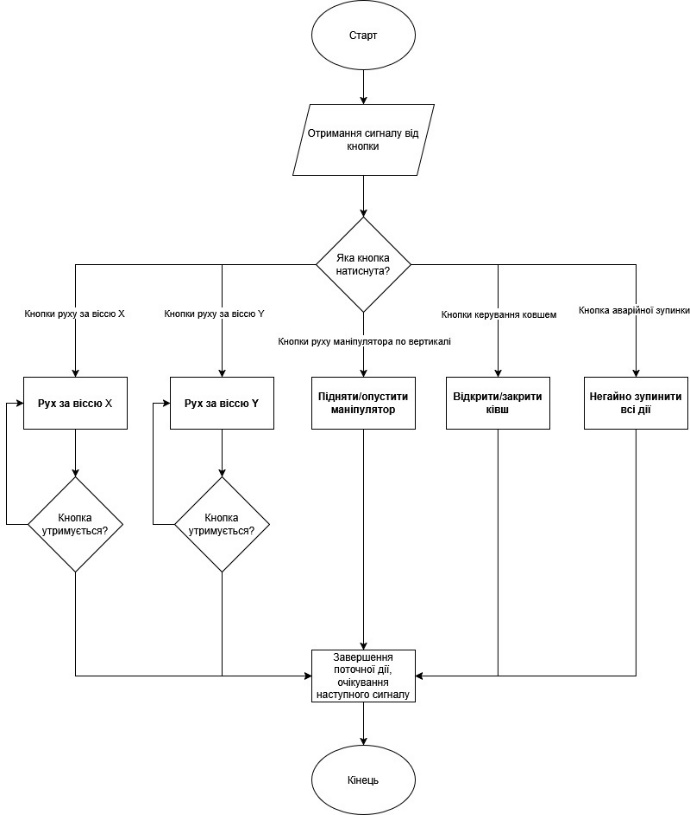 Старт
Отримання сигналу від
кнопки
Яка кнопка
натиснута?
Кнопки руху за віссю X
Кнопки руху за віссю Y
Кнопки руху маніпулятора по вертикалі
Кнопки керування ковшем
Кнопка аварійної зупинки
Рух за віссю X
Рух за віссю Y
Підняти/опустити
маніпулятор
Відкрити/закрити
ківш
Негайно зупинити
всі дії
Кнопка
утримується?
Кнопка
утримується?
Завершення
поточної дії,
очікування
наступного сигналу
Кінець